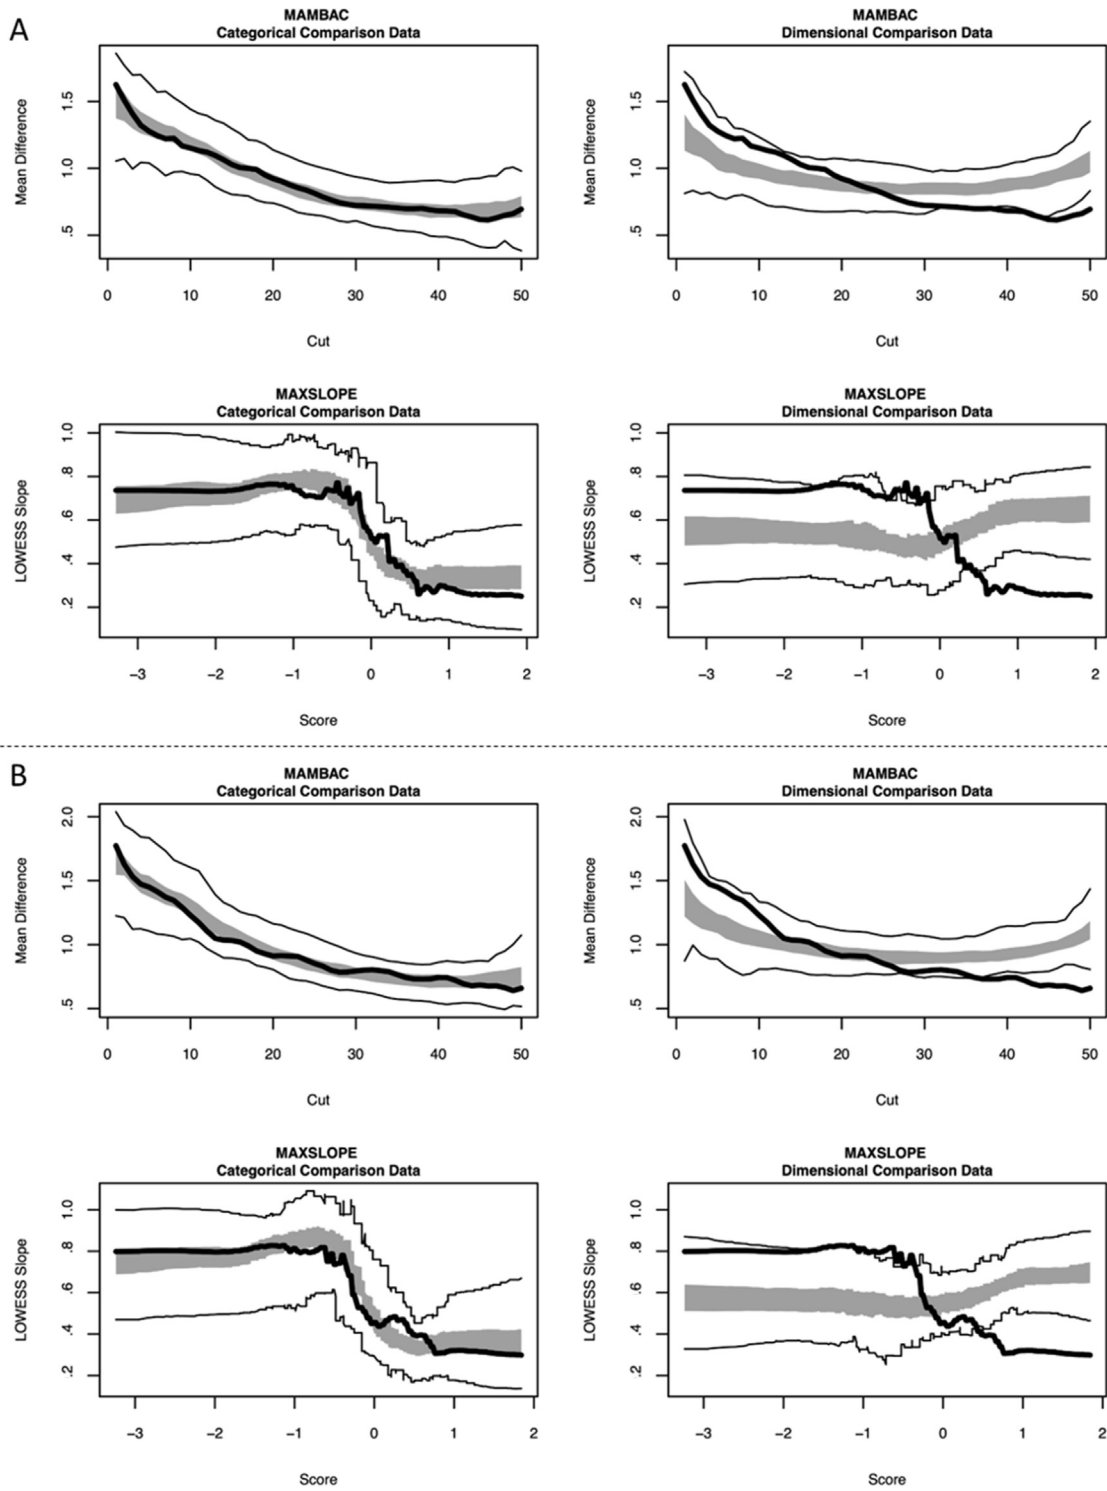 A
MAMBAC
Categorical Comparison Data
Mean Difference
.5 1.0 1.5
0 10 20 30 40 50
Cut
MAMBAC
Dimensional Comparison Data
Mean Difference
.5 1.0 1.5
0 10 20 30 40 50
Cut
MAXSLOPE
Categorical Comparison Data
LOWESS Slope
.2 .4 .6 .8 1.0
−3 −2 −1 0 1 2
Score
MAXSLOPE
Dimensional Comparison Data
LOWESS Slope
.2 .4 .6 .8 1.0
−3 −2 −1 0 1 2
Score
B
MAMBAC
Categorical Comparison Data
Mean Difference
.5 1.0 1.5 2.0
0 10 20 30 40 50
Cut
MAMBAC
Dimensional Comparison Data
Mean Difference
.5 1.0 1.5 2.0
0 10 20 30 40 50
Cut
MAXSLOPE
Categorical Comparison Data
LOWESS Slope
.2 .4 .6 .8 1.0
−3 −2 −1 0 1 2
Score
MAXSLOPE
Dimensional Comparison Data
LOWESS Slope
.2 .4 .6 .8 1.0
−3 −2 −1 0 1 2
Score